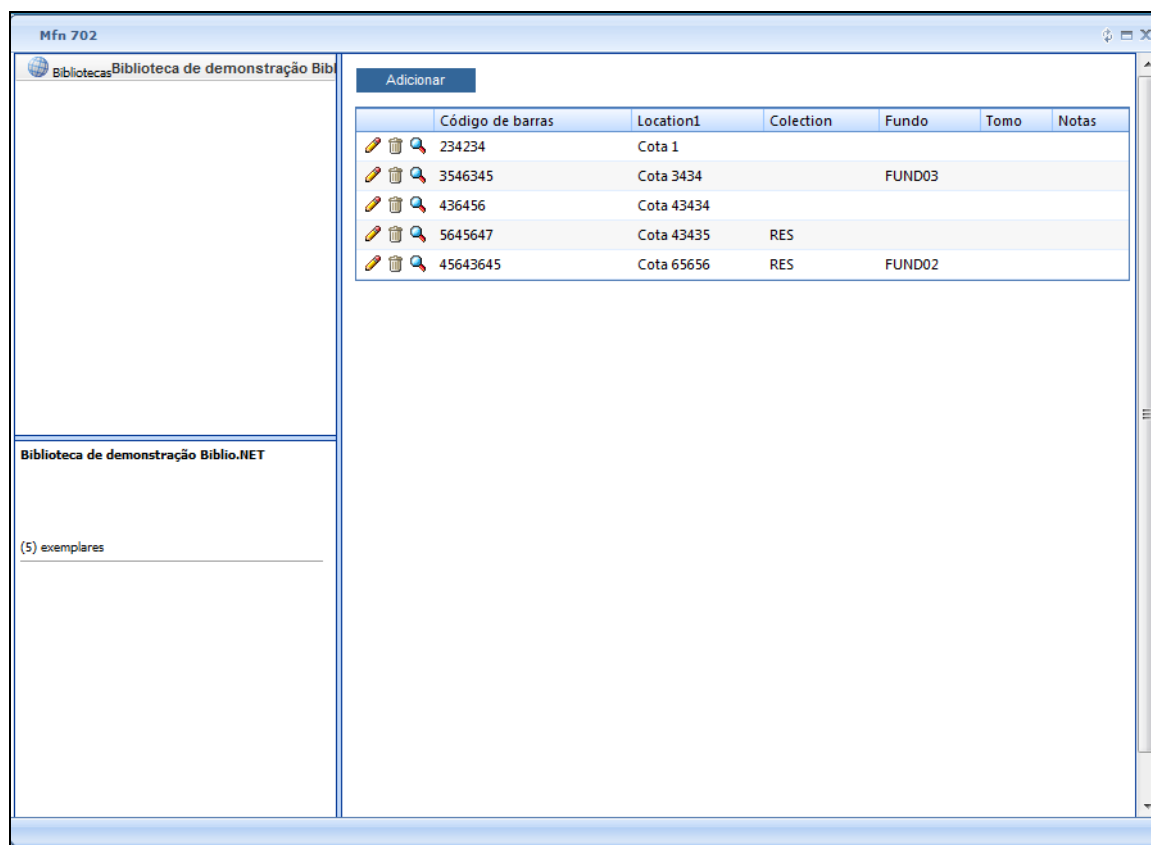 Mfn 702
Bibliotecas Biblioteca de demonstração Bibl
Adicionar
Código de barras Location1 Colection Fundo Tomo Notas
234234 Cota 1
3546345 Cota 3434 FUND03
436456 Cota 43434
5645647 Cota 43435 RES
45643645 Cota 65656 RES FUND02
Biblioteca de demonstração Biblio.NET
(5) exemplares